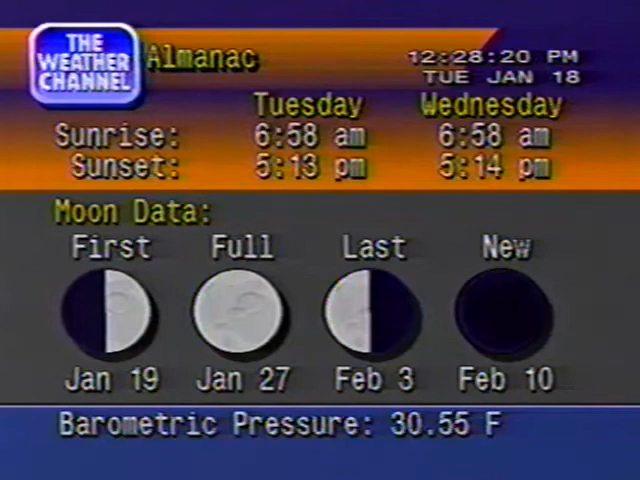 THE
WEATHER
CHANNEL
Almanac
12:28:20 PM
TUE JAN 18
Tuesday Wednesday
Sunrise: 6:58 am 6:58 am
Sunset: 5:13 pm 5:14 pm
Moon Data:
First Full Last New
Jan 19 Jan 27 Feb 3 Feb 10
Barometric Pressure: 30.55 F